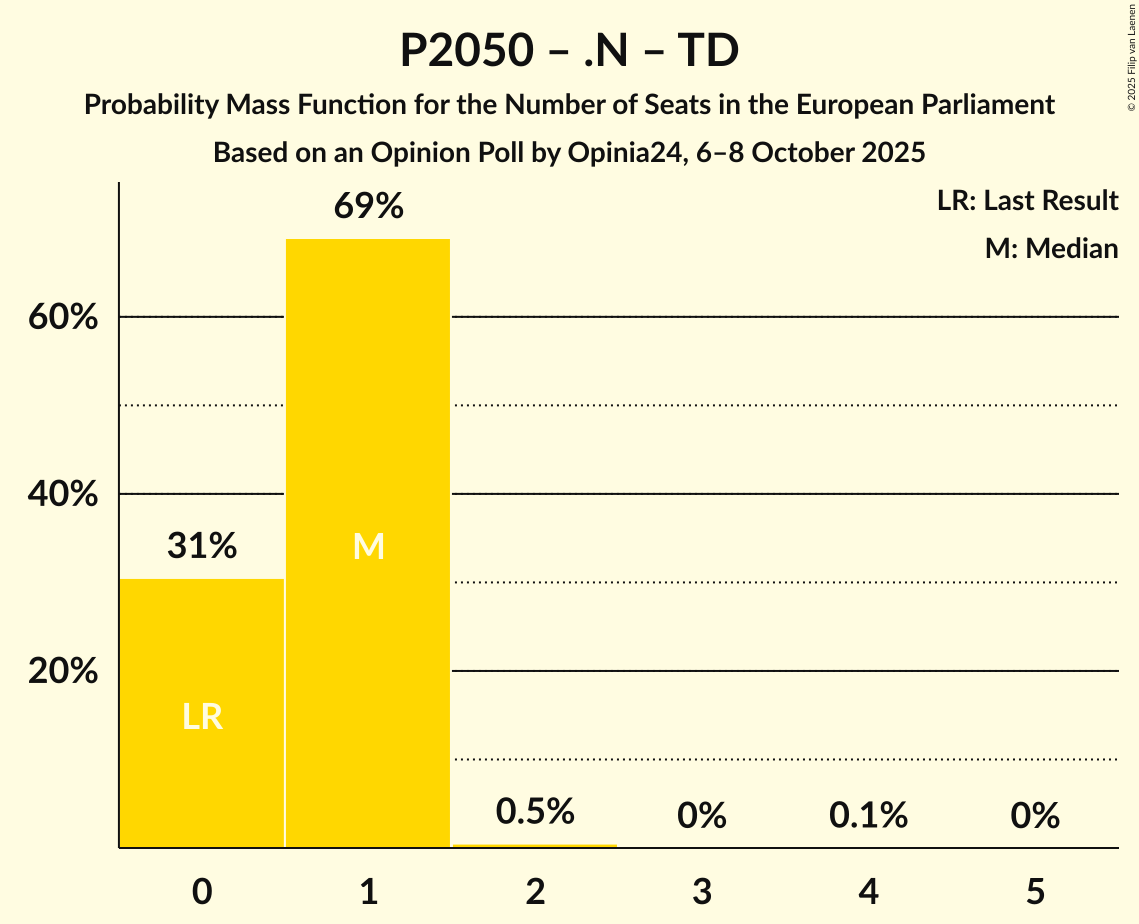 P2050 – .N – TD
Probability Mass Function for the Number of Seats in the European Parliament
Based on an Opinion Poll by Opinia24, 6–8 October 2025
© 2025 Filip van Laenen
LR: Last Result
M: Median
69%
60%
40%
31%
M
20%
LR
0.5%
0%
0.1%
0%
0
1
2
3
4
5